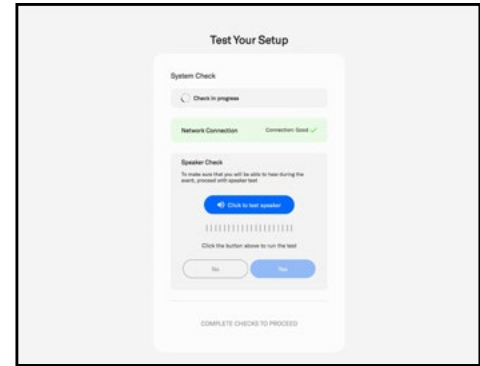 Test Your Setup
System Check
Check in progress
Network Connection
Connection: Good
Speaker Check
To make sure that you will be able to hear during the
event, proceed with speaker test
Click to test speaker
Click the button above to run the test
No
Yes
COMPLETE CHECKS TO PROCEED